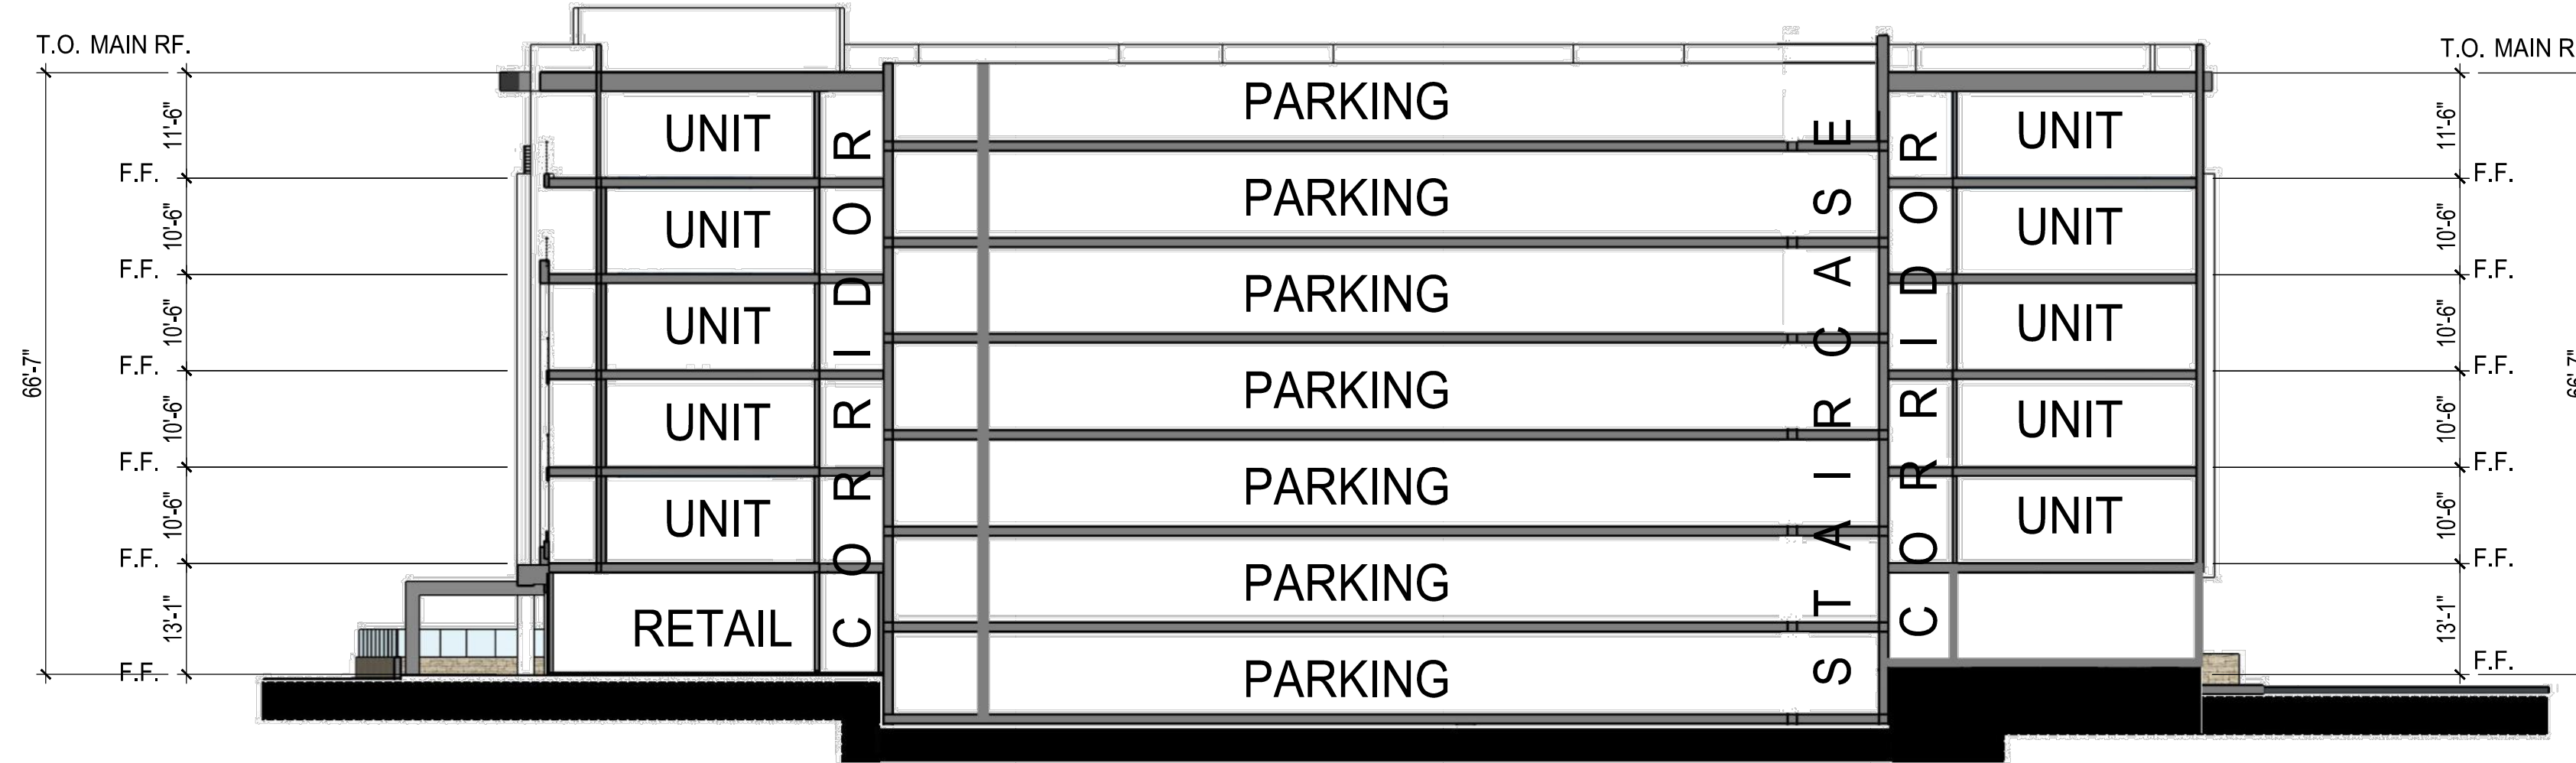 T.O. MAIN RF.
T.O. MAIN R
11'-6"
F.F.
10'-6"
F.F.
10'-6"
F.F.
10'-6"
F.F.
10'-6"
F.F.
13'-1"
F.F.
66'-7"
UNIT
UNIT
UNIT
UNIT
UNIT
RETAIL
CORRIDOR
PARKING
PARKING
PARKING
PARKING
PARKING
PARKING
PARKING
STAIRCASE
CORRIDOR
UNIT
UNIT
UNIT
UNIT
UNIT
11'-6"
F.F.
10'-6"
F.F.
10'-6"
F.F.
10'-6"
F.F.
10'-6"
F.F.
13'-1"
F.F.
66'-7"